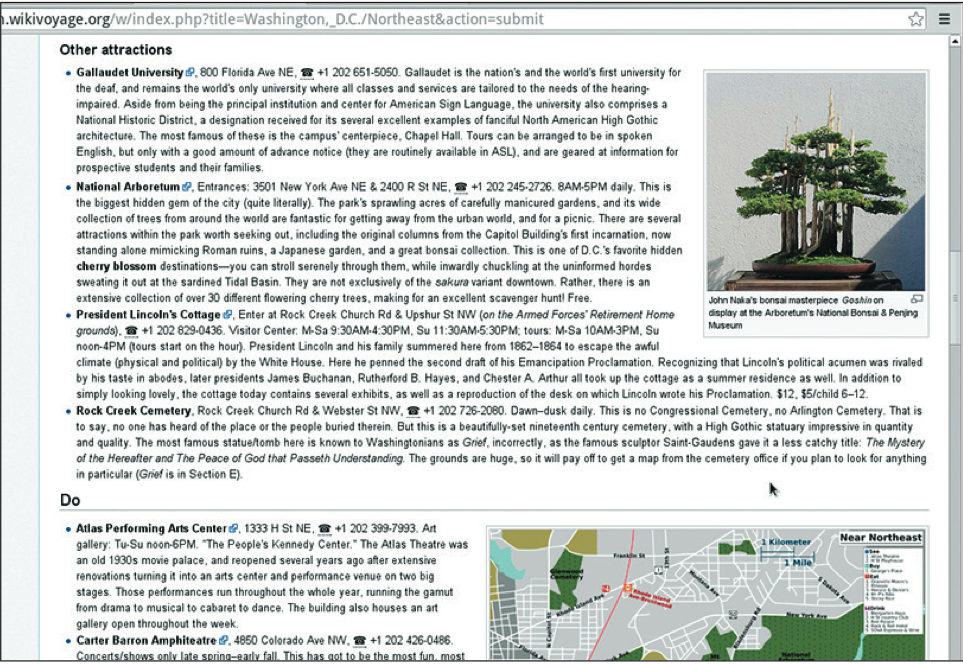 n.wikivoyage.org/w/index.php?title=Washington,_D.C./Northeast&action=submit
Other attractions
• Gallaudet University, 800 Florida Ave NE, ☎ +1 202 651-5050. Gallaudet is the nation's and the world's first university for
the deaf, and remains the world's only university where all classes and services are tailored to the needs of the hearing-
impaired. Aside from being the principal institution and center for American Sign Language, the university also comprises a
National Historic District, a designation received for its several excellent examples of fanciful North American High Gothic
architecture. The most famous of these is the campus' centerpiece, Chapel Hall. Tours can be arranged to be in spoken
English, but only with a good amount of advance notice (they are routinely available in ASL), and are geared at information for
prospective students and their families.
• National Arboretum, Entrances: 3501 New York Ave NE & 2400 R St NE, ☎ +1 202 245-2726. 8AM-5PM daily. This is
the biggest hidden gem of the city (quite literally). The park's sprawling acres of carefully manicured gardens, and its wide
collection of trees from around the world are fantastic for getting away from the urban world, and for a picnic. There are several
attractions within the park worth seeking out, including the original columns from the Capitol Building's first incarnation, now
standing alone mimicking Roman ruins, a Japanese garden, and a great bonsai collection. This is one of D.C.'s favorite hidden
cherry blossom destinations—you can stroll serenely through them, while inwardly chuckling at the uninformed hordes
sweating it out at the sardined Tidal Basin. They are not exclusively of the sakura variant downtown. Rather, there is an
extensive collection of over 30 different flowering cherry trees, making for an excellent scavenger hunt! Free.
John Naka's bonsai masterpiece Goshin on
display at the Arboretum's National Bonsai & Penjing
Museum
• President Lincoln's Cottage, Enter at Rock Creek Church Rd & Upshur St NW (on the Armed Forces' Retirement Home
grounds), ☎ +1 202 829-0436. Visitor Center: M-Sa 9:30AM-4:30PM, Su 11:30AM-5:30PM; tours: M-Sa 10AM-3PM, Su
noon-4PM (tours start on the hour). President Lincoln and his family summered here from 1862–1864 to escape the awful
climate (physical and political) by the White House. Here he penned the second draft of his Emancipation Proclamation. Recognizing that Lincoln's political acumen was rivaled
by his taste in abodes, later presidents James Buchanan, Rutherford B. Hayes, and Chester A. Arthur all took up the cottage as a summer residence as well. In addition to
simply looking lovely, the cottage today contains several exhibits, as well as a reproduction of the desk on which Lincoln wrote his Proclamation. $12, $5/child 6–12.
• Rock Creek Cemetery, Rock Creek Church Rd & Webster St NW, ☎ +1 202 726-2080. Dawn–dusk daily. This is no Congressional Cemetery, no Arlington Cemetery. That is
to say, no one has heard of the place or the people buried therein. But this is a beautifully-set nineteenth century cemetery, with a High Gothic statuary impressive in quantity
and quality. The most famous statue/tomb here is known to Washingtonians as Grief, incorrectly, as the famous sculptor Saint-Gaudens gave it a less catchy title: The Mystery
of the Hereafter and The Peace of God that Passeth Understanding. The grounds are huge, so it will pay off to get a map from the cemetery office if you plan to look for anything
in particular (Grief is in Section E).
Do
• Atlas Performing Arts Center, 1333 H St NE, ☎ +1 202 399-7993. Art
gallery: Tu-Su noon-6PM. "The People's Kennedy Center." The Atlas Theatre was
an old 1930s movie palace, and reopened several years ago after extensive
renovations turning it into an arts center and performance venue on two big
stages. Those performances run throughout the whole year, running the gamut
from drama to musical to cabaret to dance. The building also houses an art
gallery open throughout the week.
• Carter Barron Amphitheatre, 4850 Colorado Ave NW, ☎ +1 202 426-0486.
Concerts/shows only late spring–early fall. This has got to be the most fun, most
Near Northeast
1 Kilometer
1 Mile
Franklin St
Glenwood
Cemetery
Rhode Island
Ave-Brentwood
Rhode Island Ave
Montana Ave
New York Ave
S Dakota Ave
N Capitol St
Florida Ave
Bladensburg Rd
See
Buy
Eat
Drink